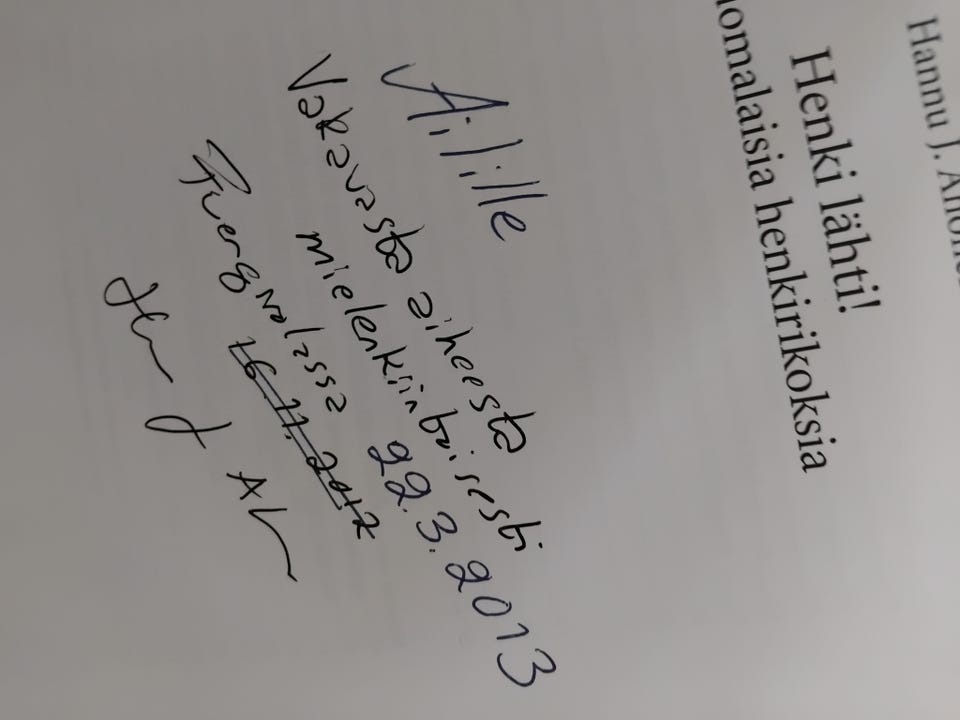 Hannu J.
Henki lähti!
omalaisia henkirikoksia
Ailille
Vakavasta aiheesta
mielenkiintoisesti
16.11.2012 22.3.2013